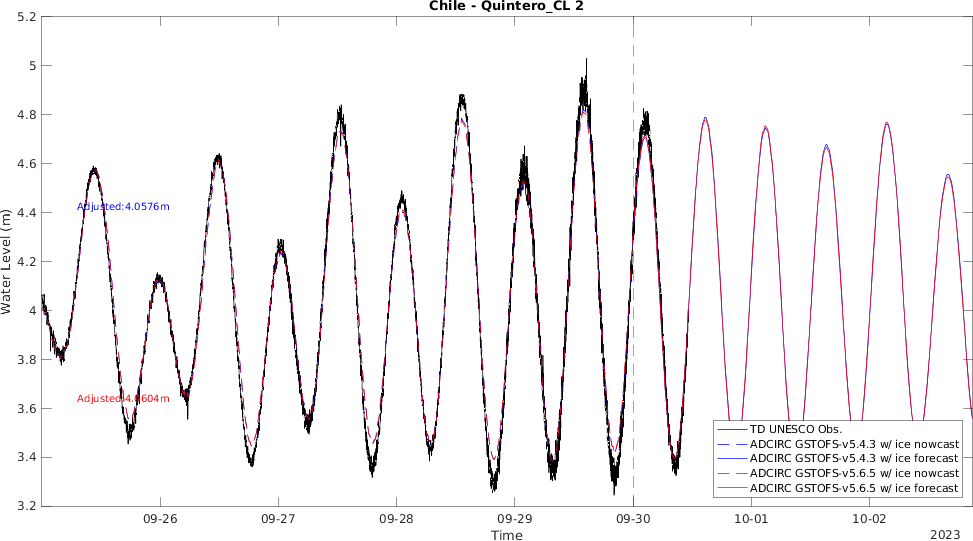 Chile - Quintero_CL 2
5.2
5
4.8
4.6
4.4
4.2
4
3.8
3.6
3.4
3.2
Water Level (m)
Adjusted:4.0576m
Adjusted:4.0604m
TD UNESCO Obs.
ADCIRC GSTOFS-v5.4.3 w/ ice nowcast
ADCIRC GSTOFS-v5.4.3 w/ ice forecast
ADCIRC GSTOFS-v5.6.5 w/ ice nowcast
ADCIRC GSTOFS-v5.6.5 w/ ice forecast
09-26
09-27
09-28
09-29
09-30
10-01
10-02
Time
2023